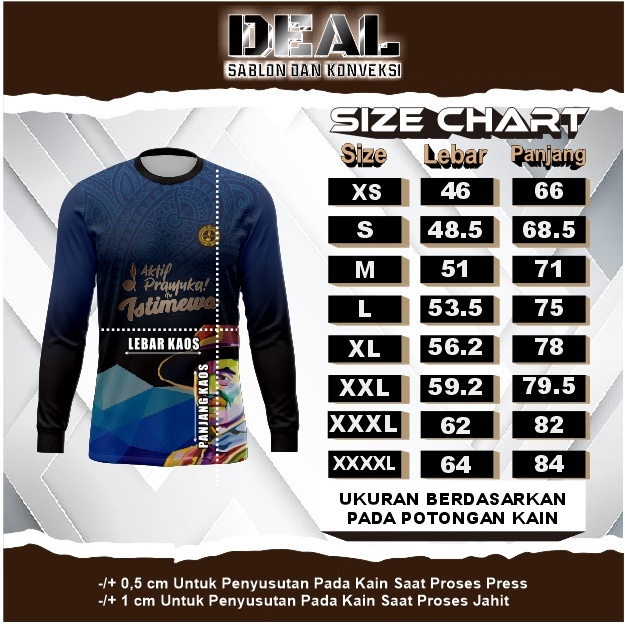 DEAL
SABLON DAN KONVEKSI
SIZE CHART
Size Lebar Panjang
XS 46 66
S 48.5 68.5
M 51 71
L 53.5 75
XL 56.2 78
XXL 59.2 79.5
XXXL 62 82
XXXXL 64 84
UKURAN BERDASARKAN
PADA POTONGAN KAIN
Aktif
Pramuka!
Istimewa
LEBAR KAOS
PANJANG KAOS
-/+ 0,5 cm Untuk Penyusutan Pada Kain Saat Proses Press
-/+ 1 cm Untuk Penyusutan Pada Kain Saat Proses Jahit